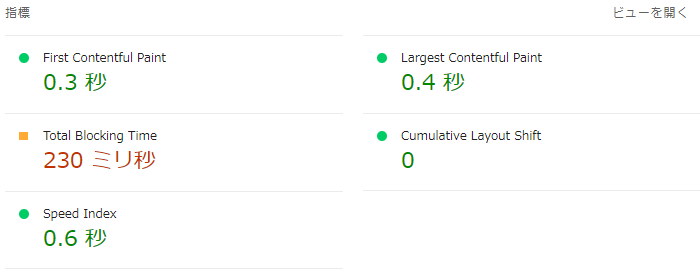 指標
ビューを開く
First Contentful Paint
0.3 秒
Largest Contentful Paint
0.4 秒
Total Blocking Time
230 ミリ秒
Cumulative Layout Shift
0
Speed Index
0.6 秒